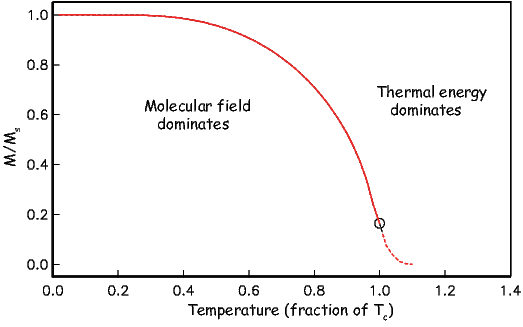 1.0
0.8
0.6
0.4
0.2
0.0
M/Ms
Molecular field
dominates
Thermal energy
dominates
0.0 0.2 0.4 0.6 0.8 1.0 1.2 1.4
Temperature (fraction of Tc)